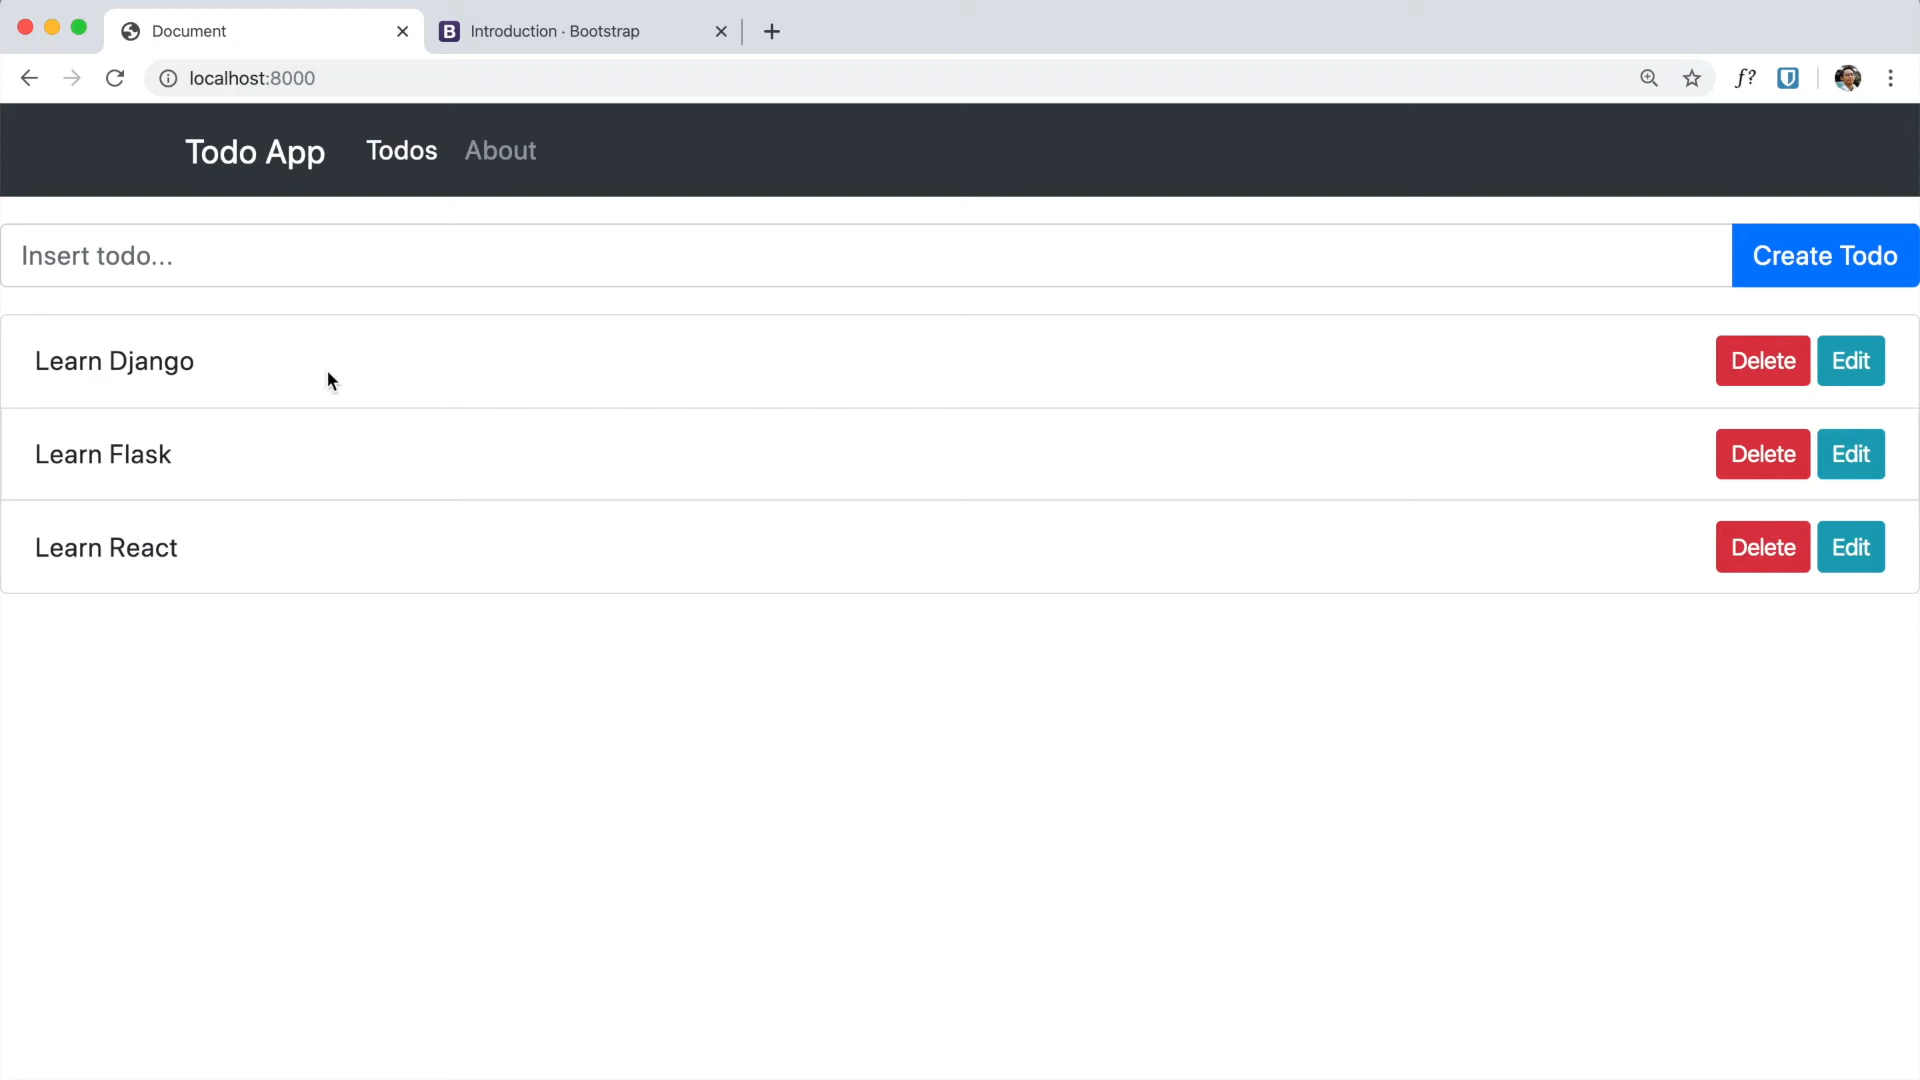 Document
B Introduction · Bootstrap
localhost:8000
f?
Todo App Todos About
Insert todo... Create Todo
Learn Django Delete Edit
Learn Flask Delete Edit
Learn React Delete Edit